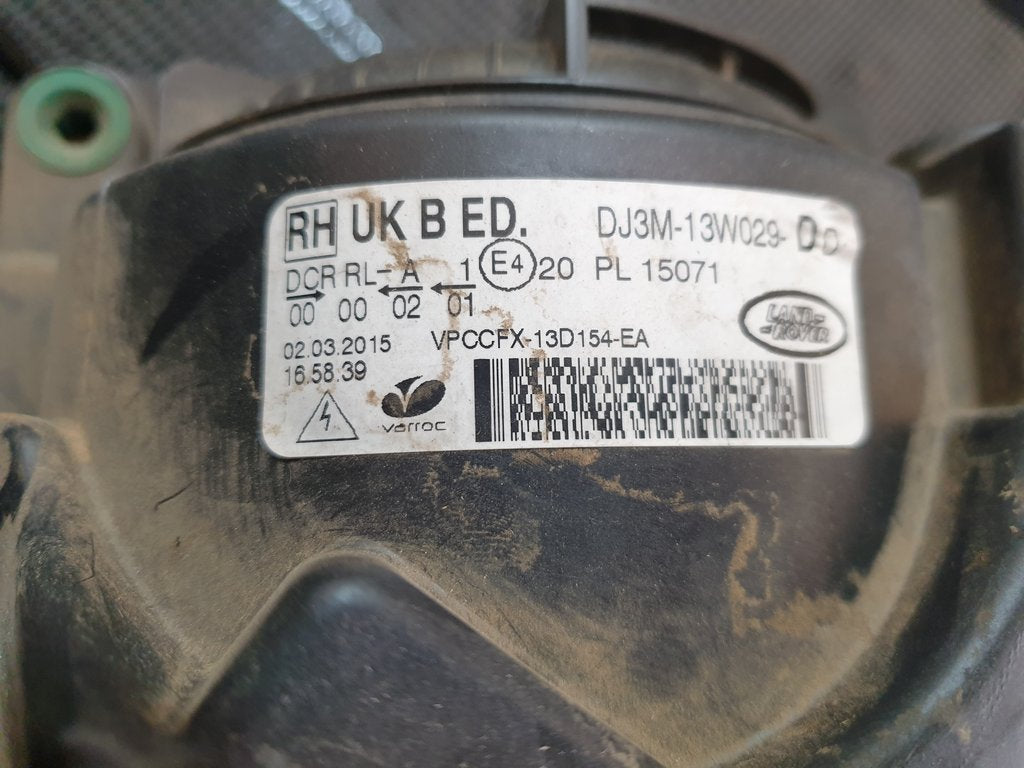 RH UK B ED. DJ3M-13W029-DD
DCR RL- A 1 E4 20 PL 15071
00 00 02 01
LAND-
-ROVER
02.03.2015 VPCCFX-13D154-EA
16.58.39
varroc